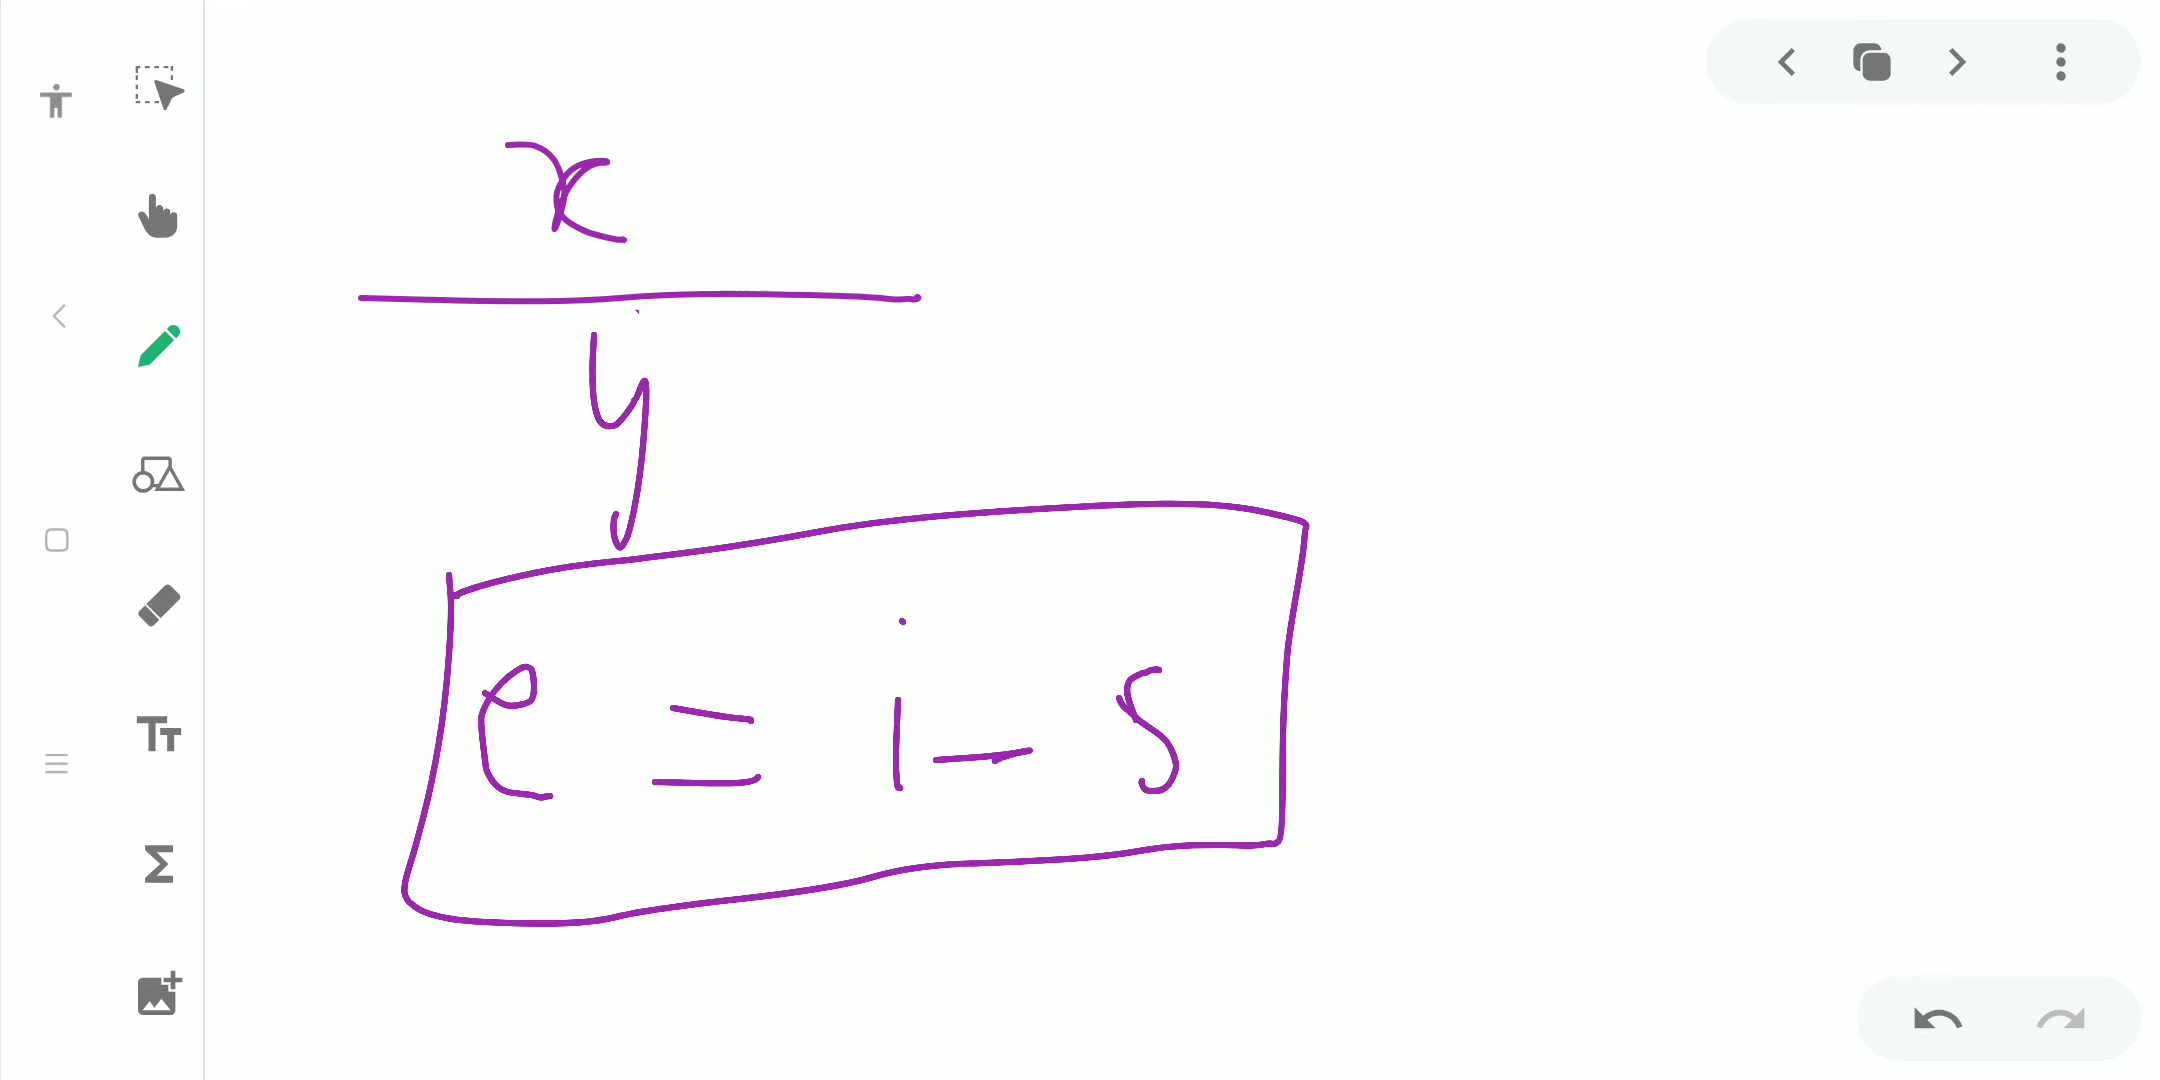 x
y
e = i - s